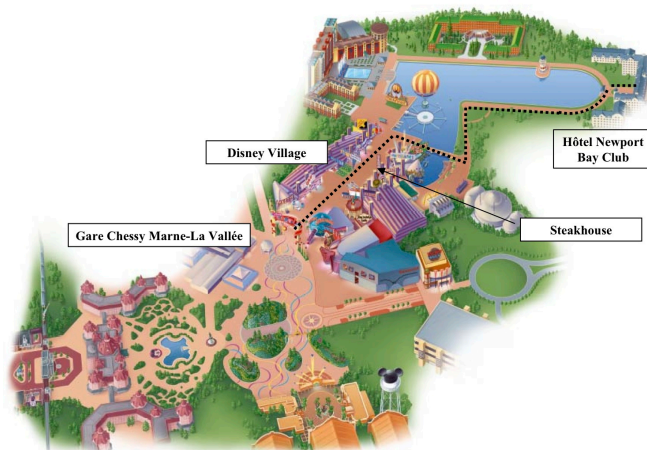 Hôtel Newport
Bay Club
Disney Village
Steakhouse
Gare Chessy Marne-La Vallée